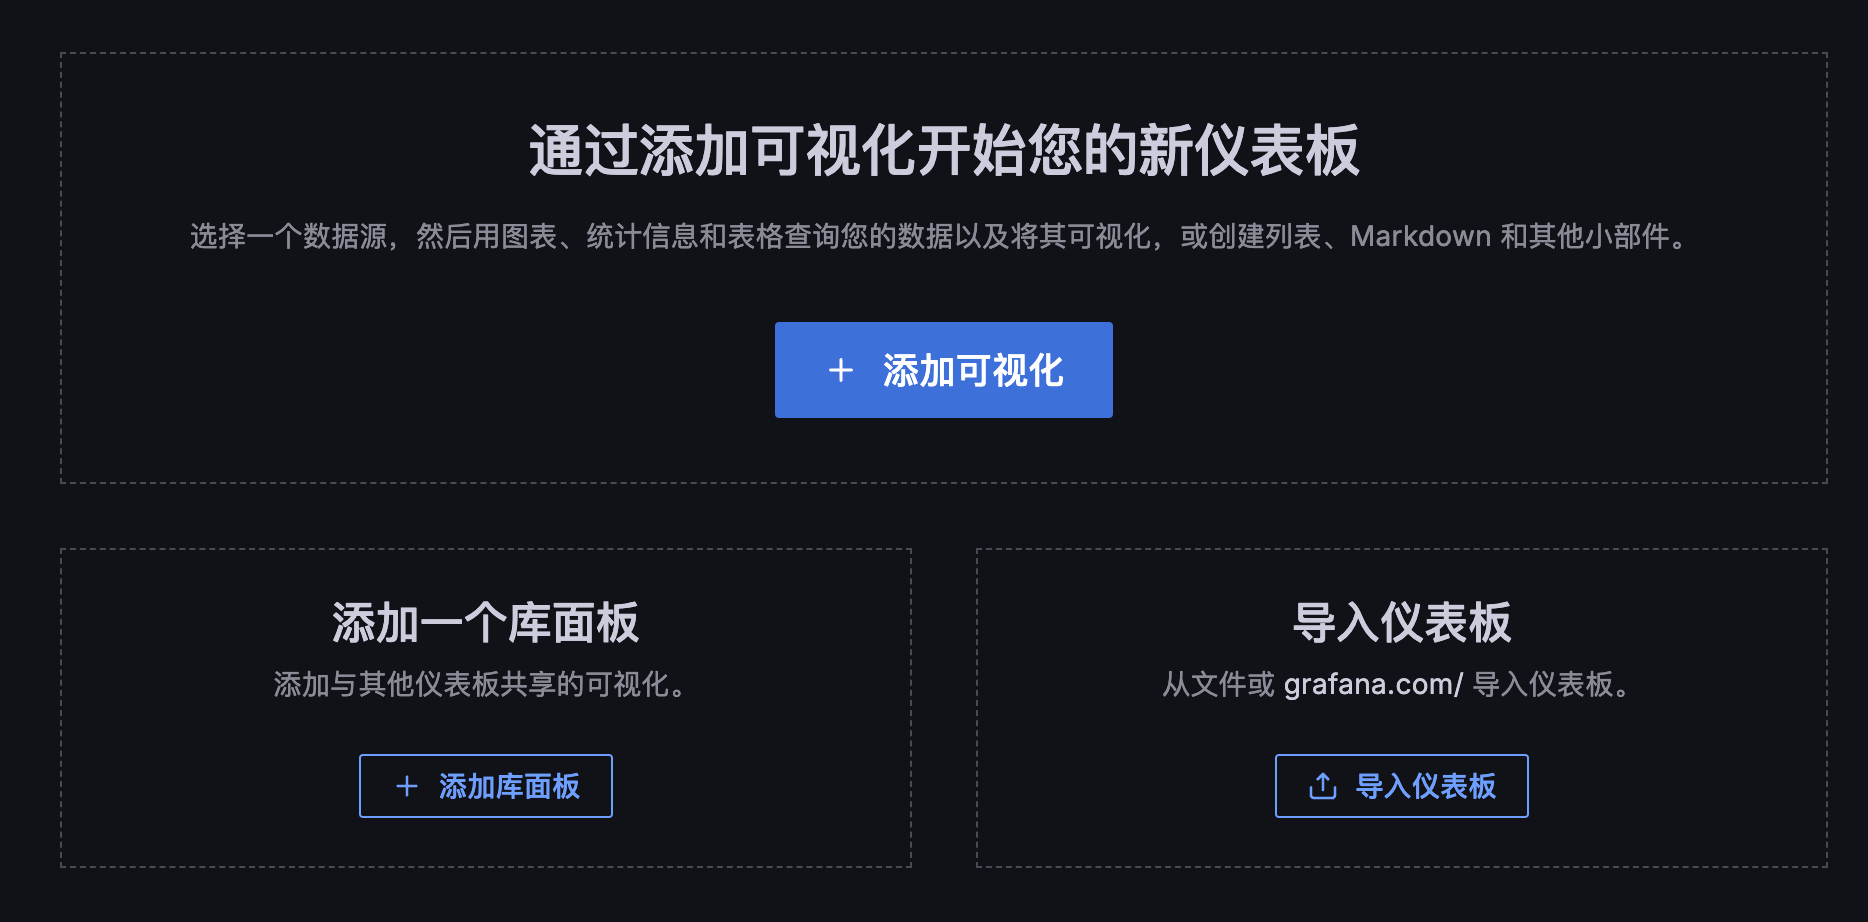 通过添加可视化开始您的新仪表板
选择一个数据源，然后用图表、统计信息和表格查询您的数据以及将其可视化，或创建列表、Markdown 和其他小部件。
+ 添加可视化
添加一个库面板
添加与其他仪表板共享的可视化。
+ 添加库面板
导入仪表板
从文件或 grafana.com/ 导入仪表板。
导入仪表板